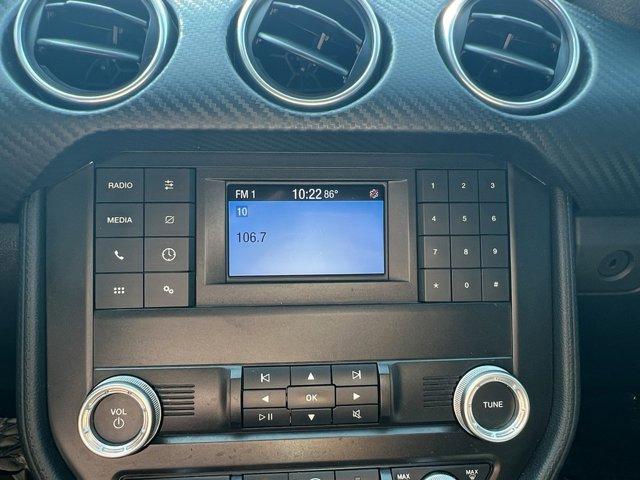 RADIO
MEDIA
FM 1 10:22 86°
10
106.7
1 2 3
4 5 6
7 8 9
* 0 #
OK
VOL
TUNE
MAX
MAX